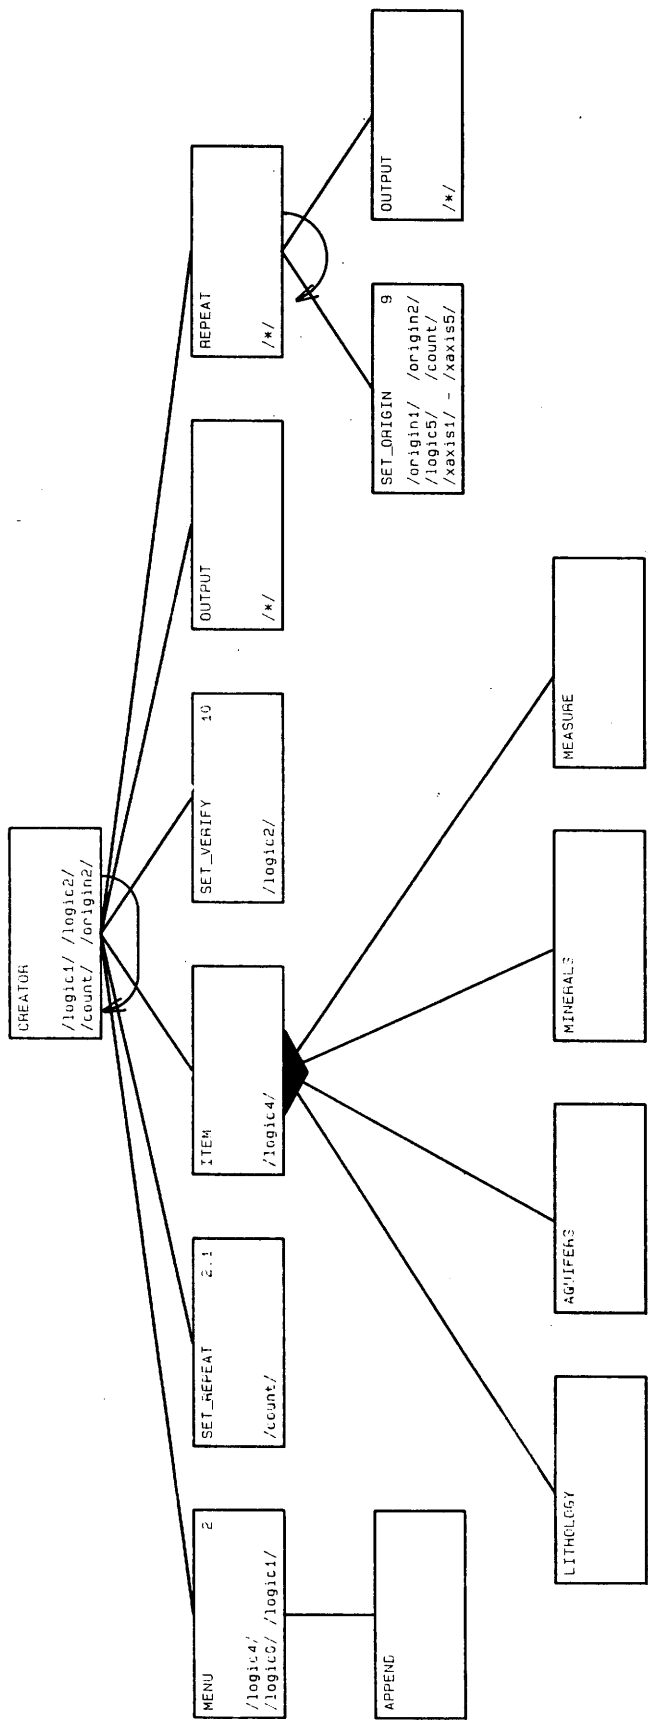 CREATOR
/logic1/ /logic2/
/count/ /origin2/
MENU 2
/logic4/
/logic1/
SET_REPEAT 2.1
/count/
ITEM
/logic4/
SET_VERIFY 10
/logic2/
OUTPUT
/*/
REPEAT
/*/
APPEND
SET_ORIGIN 9
/origin1/ /origin2/
/logic5/ /count/
/xaxis1/ - /xaxis5/
OUTPUT
/*/
LITHOLOGY
AQUIFERS
MINERALS
MEASURE